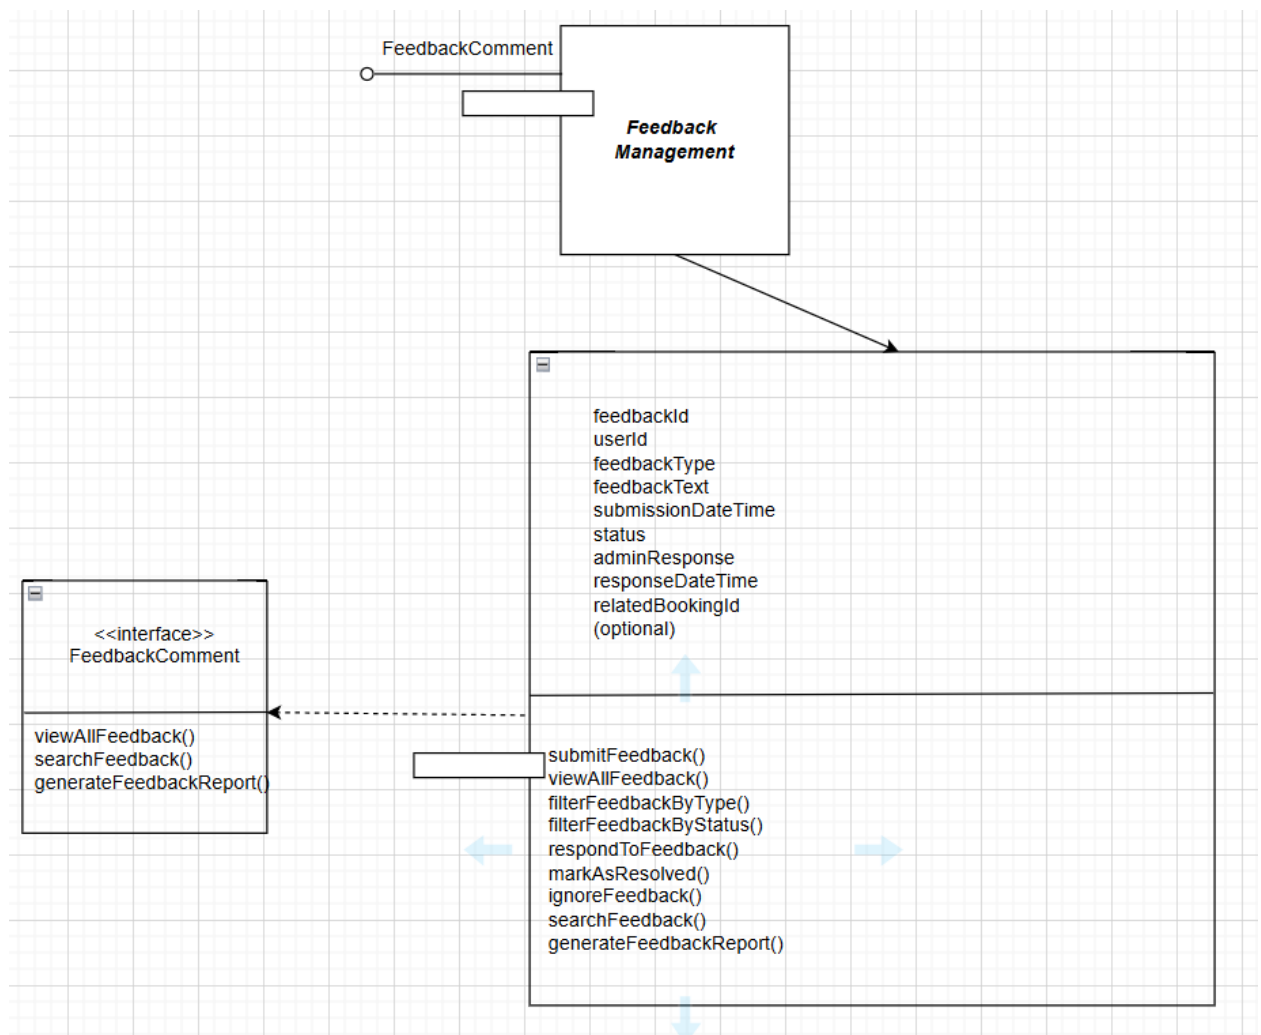 FeedbackComment
Feedback
Management
feedbackId
userId
feedbackType
feedbackText
submissionDateTime
status
adminResponse
responseDateTime
relatedBookingId
(optional)
<<interface>>
FeedbackComment
viewAllFeedback()
searchFeedback()
generateFeedbackReport()
submitFeedback()
viewAllFeedback()
filterFeedbackByType()
filterFeedbackByStatus()
respondToFeedback()
markAsResolved()
ignoreFeedback()
searchFeedback()
generateFeedbackReport()